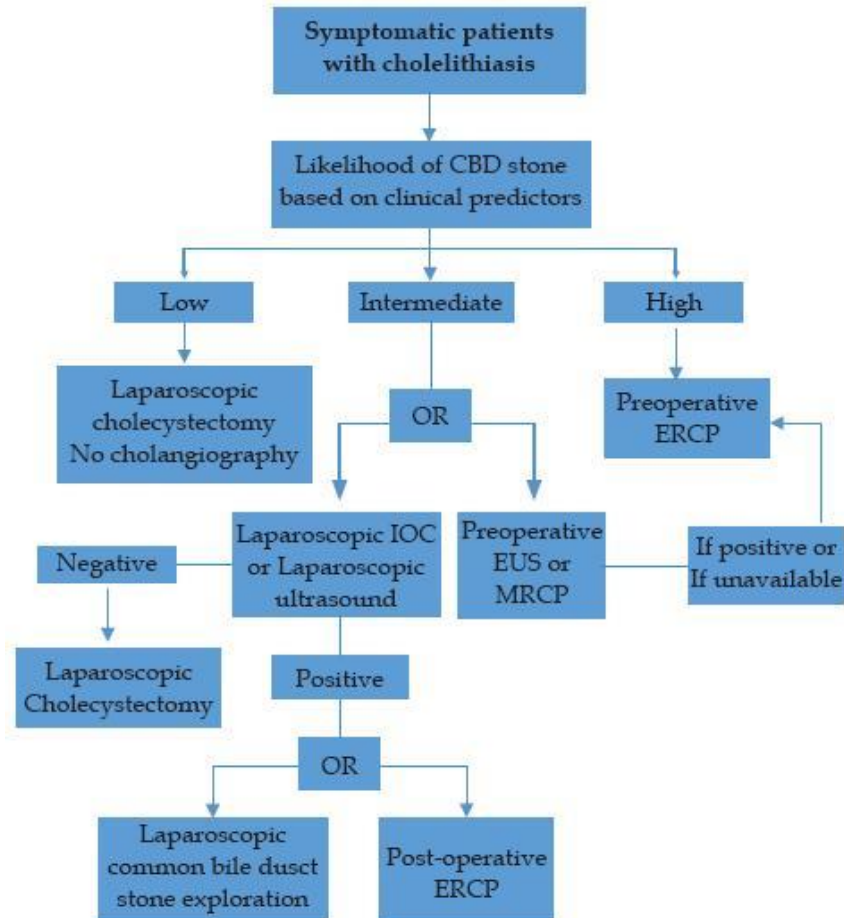 Symptomatic patients
with cholelithiasis
Likelihood of CBD stone
based on clinical predictors
Low
Intermediate
High
Laparoscopic
cholecystectomy
No cholangiography
OR
Preoperative
ERCP
Negative
Laparoscopic IOC
or Laparoscopic
ultrasound
Preoperative
EUS or
MRCP
If positive or
If unavailable
Laparoscopic
Cholecystectomy
Positive
OR
Laparoscopic
common bile dusct
stone exploration
Post-operative
ERCP